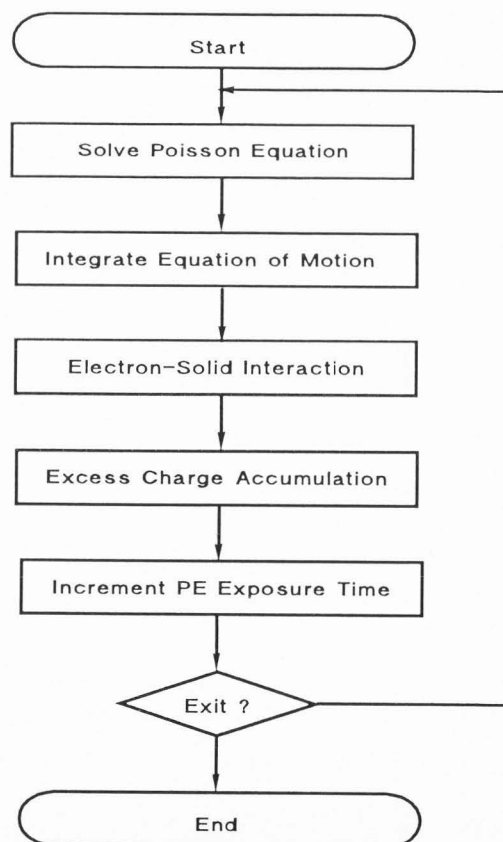 Start
Solve Poisson Equation
Integrate Equation of Motion
Electron-Solid Interaction
Excess Charge Accumulation
Increment PE Exposure Time
Exit ?
End